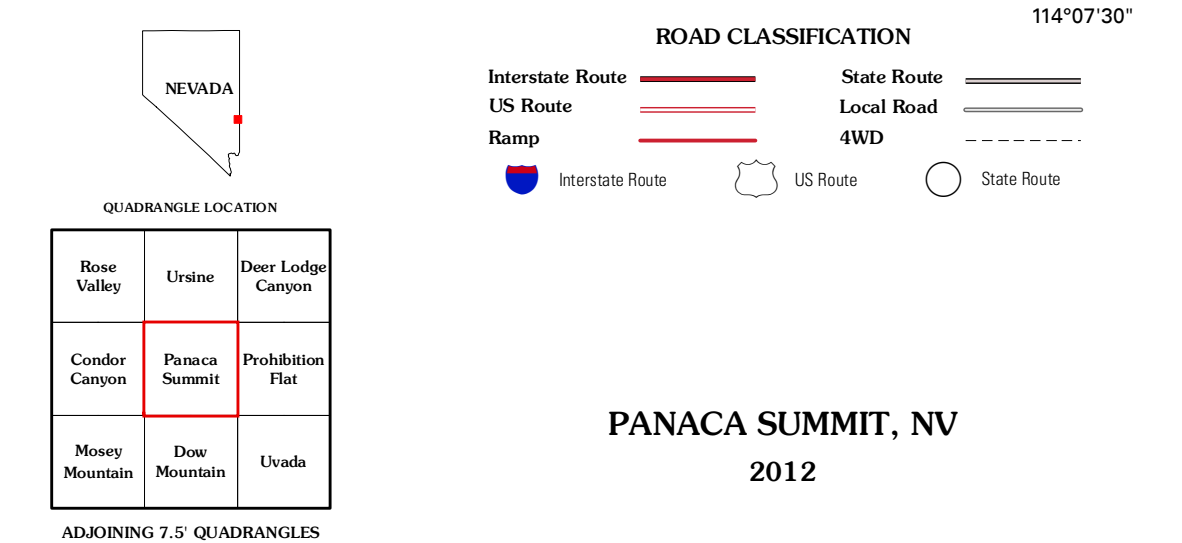 114°07'30"
ROAD CLASSIFICATION
Interstate Route
State Route
US Route
Local Road
Ramp
4WD
Interstate Route
US Route
State Route
NEVADA
QUADRANGLE LOCATION
Rose
Valley
Ursine
Deer Lodge
Canyon
Condor
Canyon
Panaca
Summit
Prohibition
Flat
Mosey
Mountain
Dow
Mountain
Uvada
ADJOINING 7.5' QUADRANGLES
PANACA SUMMIT, NV
2012